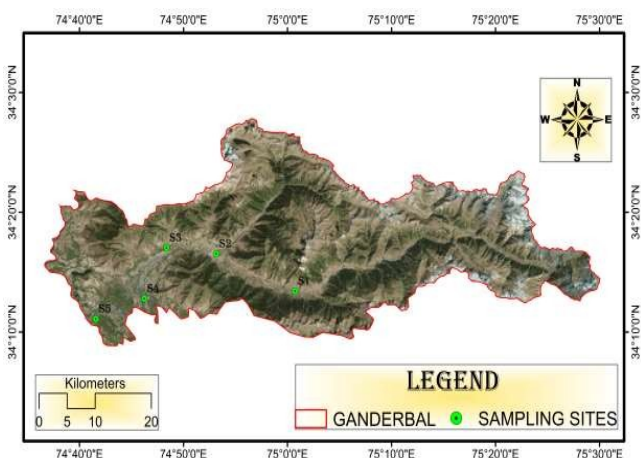 74°40'0"E 74°50'0"E 75°0'0"E 75°10'0"E 75°20'0"E 75°30'0"E
34°30'0"N
34°20'0"N
34°10'0"N
N
W E
S
S3
S2
S1
S4
S5
Kilometers
0 5 10 20
LEGEND
GANDERBAL SAMPLING SITES
34°30'0"N
34°20'0"N
34°10'0"N
74°40'0"E 74°50'0"E 75°0'0"E 75°10'0"E 75°20'0"E 75°30'0"E